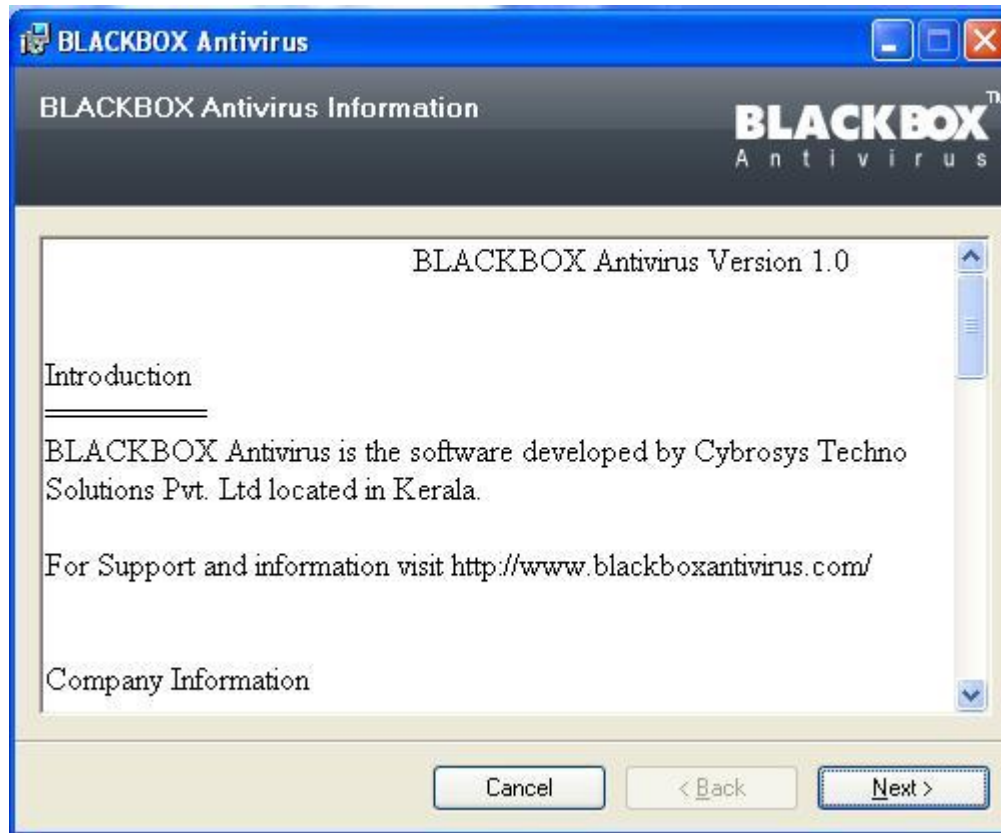 BLACKBOX Antivirus
BLACKBOX Antivirus Information
BLACKBOX™
Antivirus
BLACKBOX Antivirus Version 1.0
Introduction
==========
BLACKBOX Antivirus is the software developed by Cybrosys Techno
Solutions Pvt. Ltd located in Kerala.
For Support and information visit http://www.blackboxantivirus.com/
Company Information
Cancel
< Back
Next >